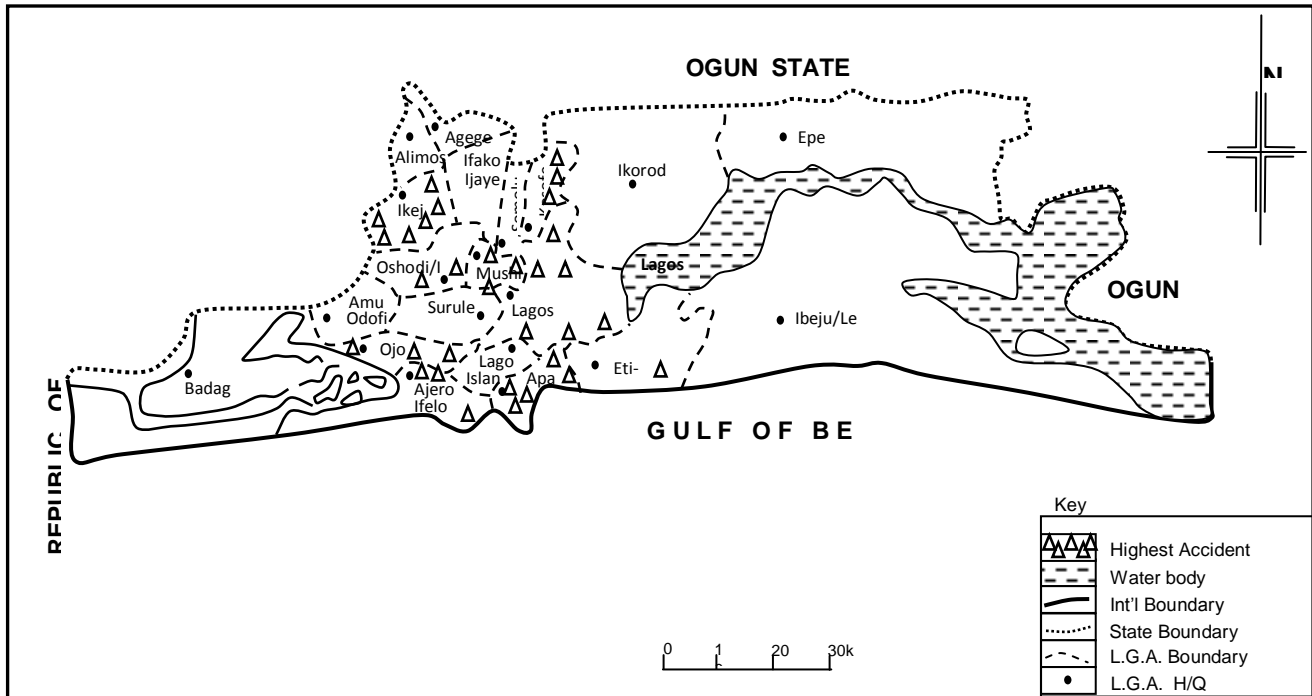 OGUN STATE
N
Agege
Epe
Alimos
Ifako
Ijaye
Ikorod
Ikej
Oshodi/I
Mushi
Lagos
OGUN
Amu
Odofi
Surule
Lagos
Ibeju/Le
Ojo
Lago
Islan
Eti-
Badag
Ajero
Ifelo
Apa
GULF OF BE
REPUBLIC OF
Key
Highest Accident
Water body
Int'l Boundary
State Boundary
L.G.A. Boundary
L.G.A. H/Q
0 1 20 30k